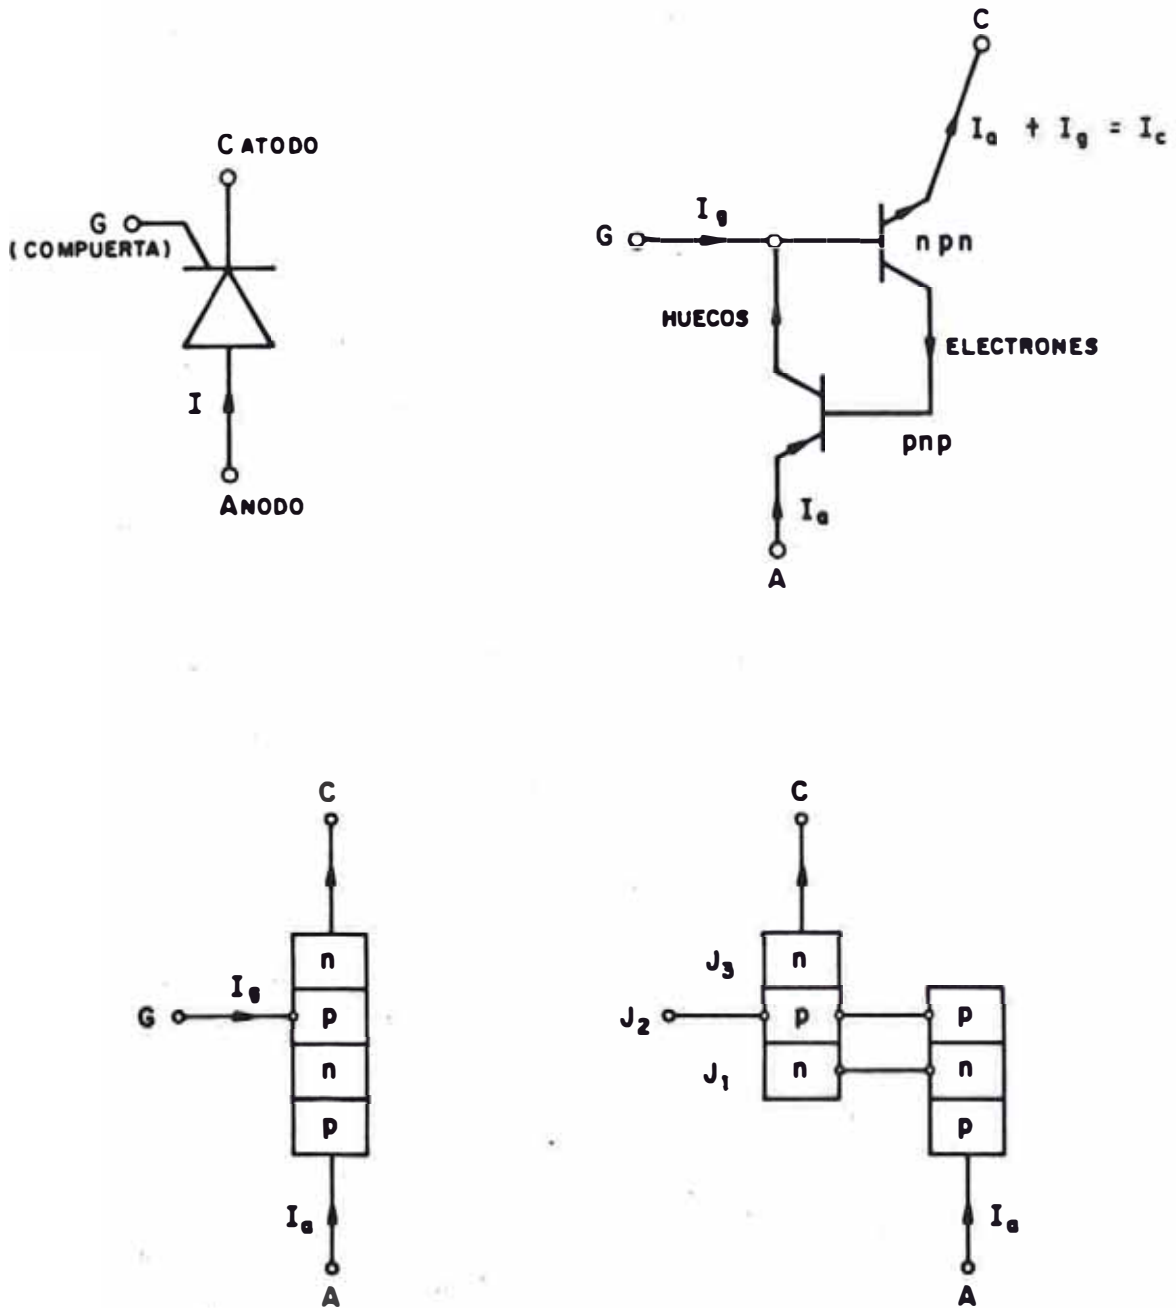 CATODO
G
(COMPUERTA)
I
ANODO
C
Ia + Ig = Ic
G
Ig
npn
HUECOS
ELECTRONES
pnp
Ia
A
C
n
Ig
G
p
n
p
Ia
A
C
J3
n
J2
p
p
J1
n
n
p
Ia
A